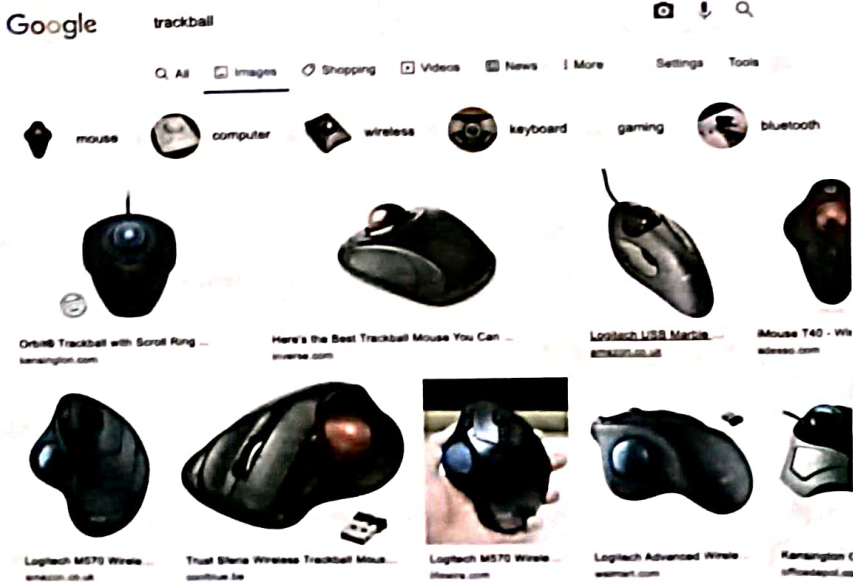 Google
trackball
All Images Shopping Videos News More Settings Tools
mouse computer wireless keyboard gaming bluetooth
Orbit® Trackball with Scroll Ring ...
kensington.com
Here's the Best Trackball Mouse You Can ...
inverse.com
Logitech USB Marble ...
amazon.co.uk
iMouse T40 - Wi
adesso.com
Logitech M570 Wirele...
amazon.co.uk
Trust Sferia Wireless Trackball Mous...
coolblue.be
Logitech M570 Wirele...
lifewire.com
Logitech Advanced Wirele...
walmart.com
Kensington
officedepot.co